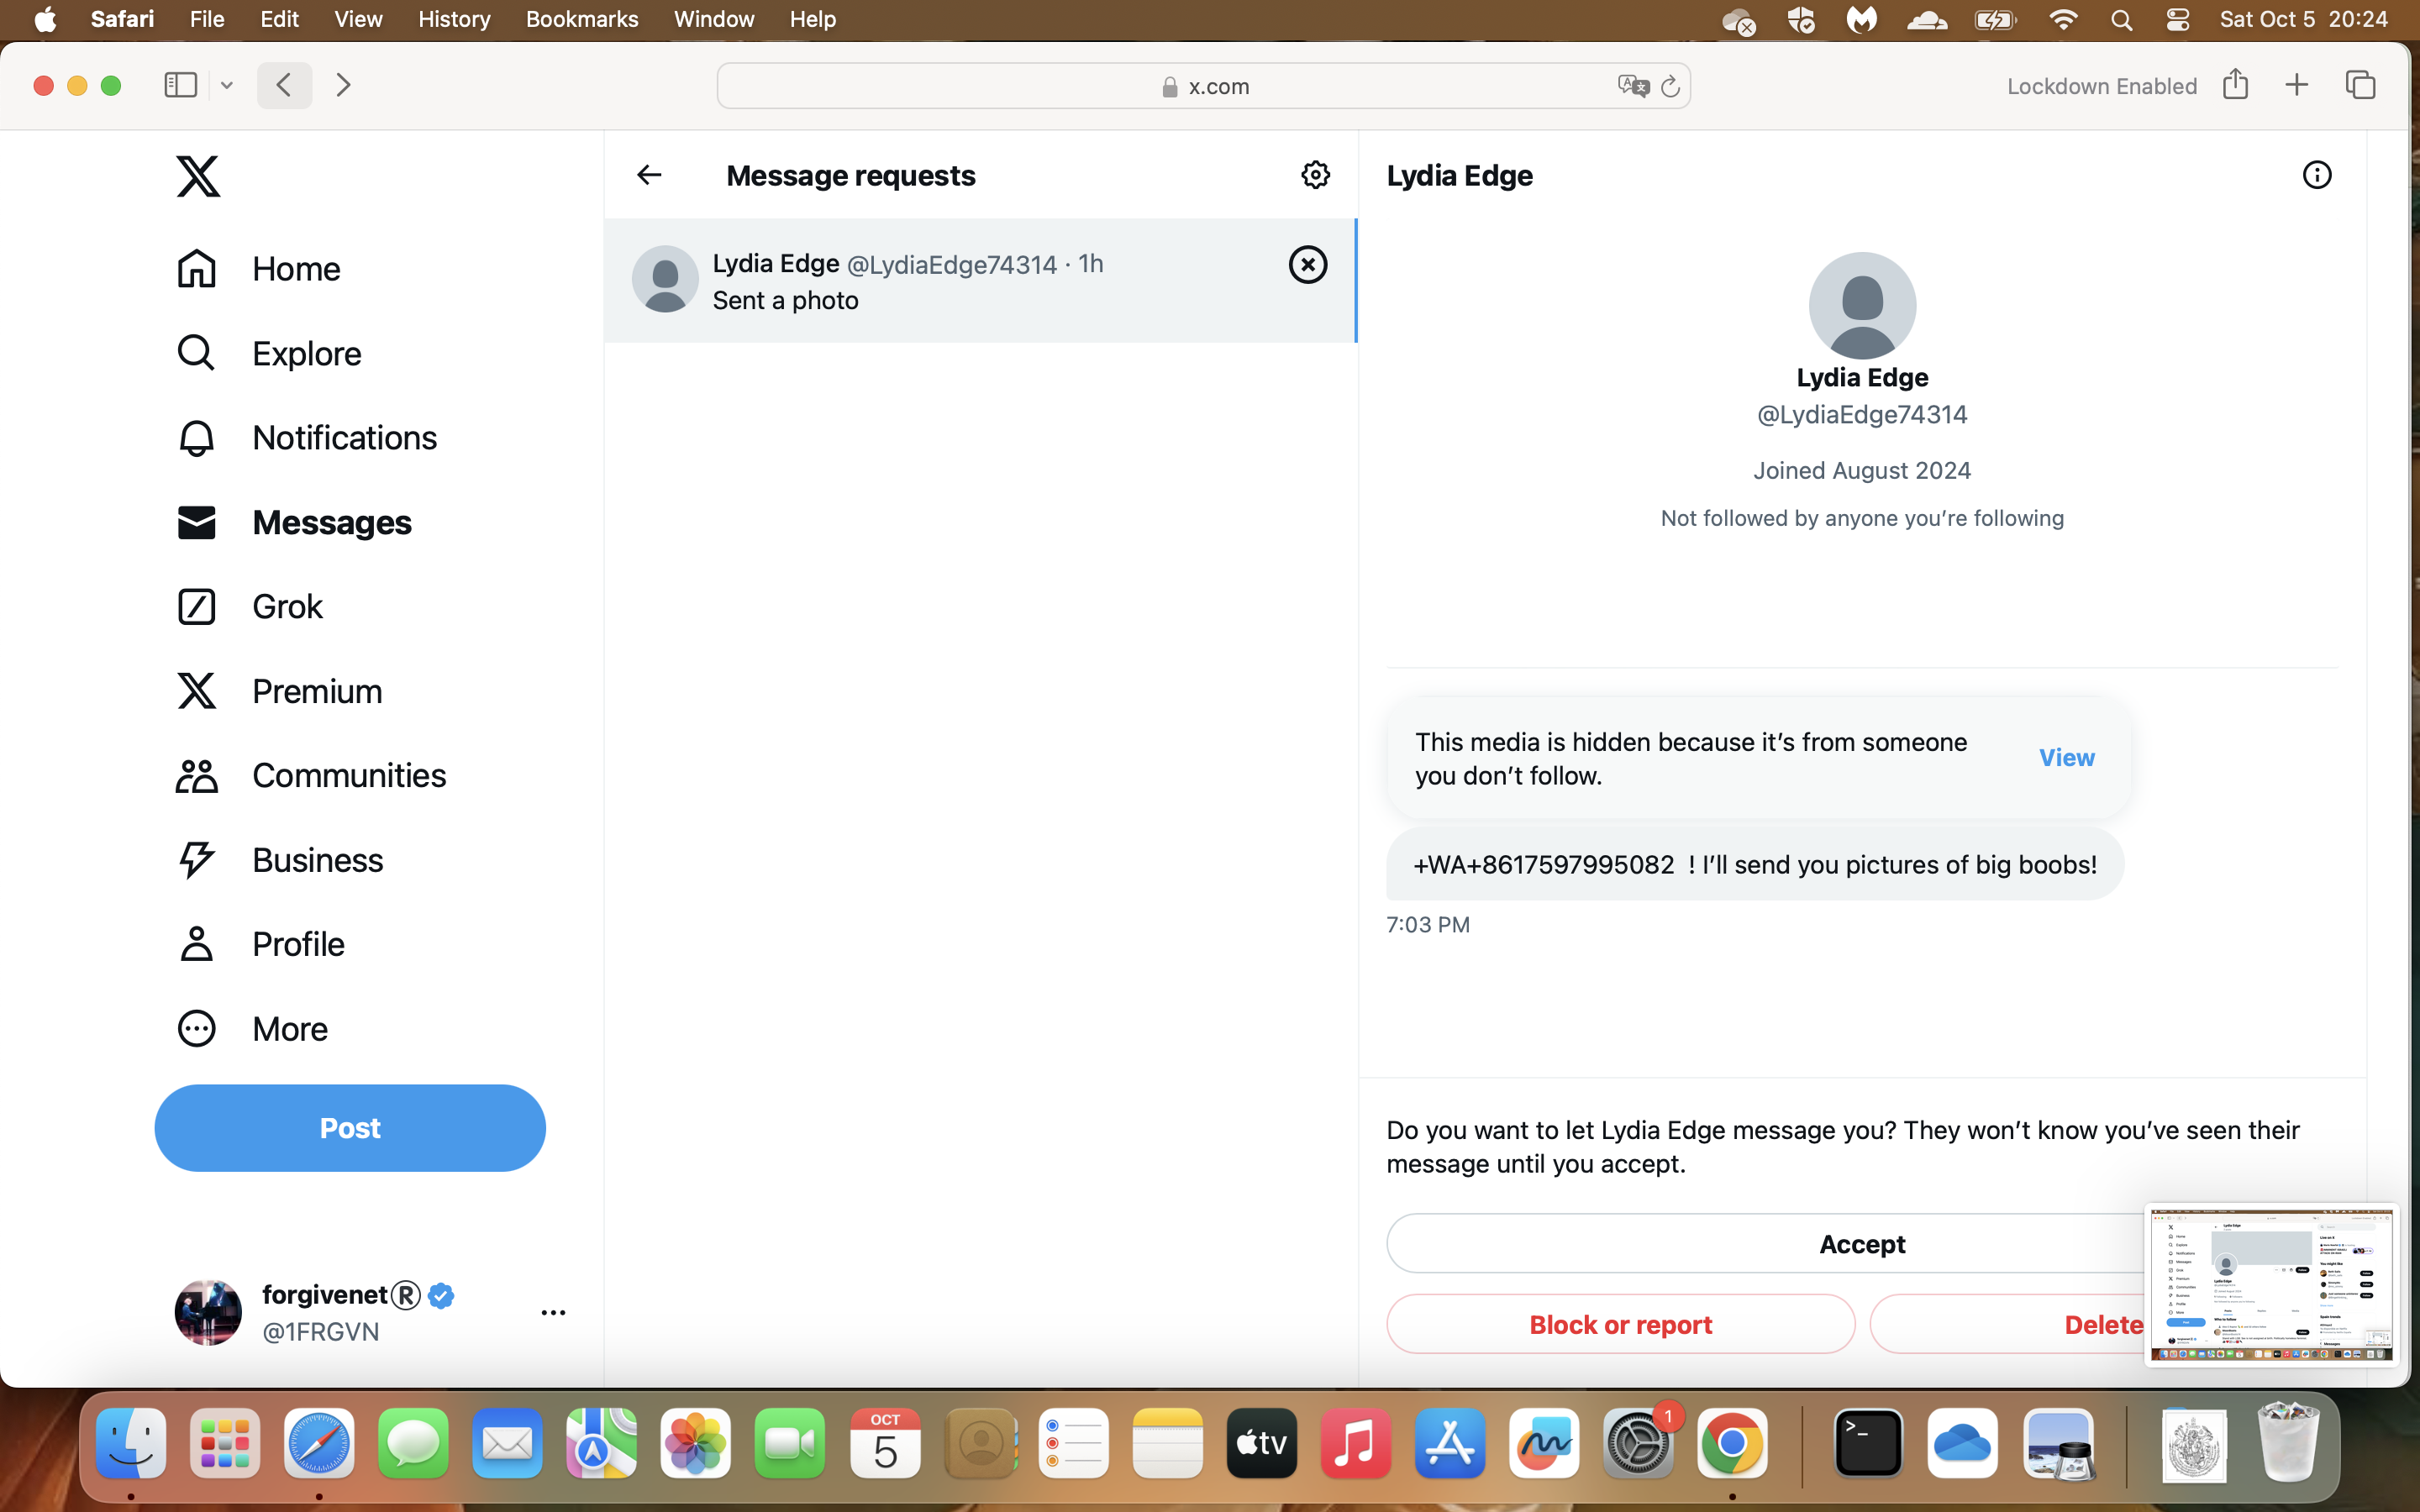 Safari File Edit View History Bookmarks Window Help
Sat Oct 5 20:24
x.com
Lockdown Enabled
Home
Explore
Notifications
Messages
Grok
Premium
Communities
Business
Profile
More
Post
forgivenet®
@1FRGVN
Message requests
Lydia Edge @LydiaEdge74314 · 1h
Sent a photo
Lydia Edge
Lydia Edge
@LydiaEdge74314
Joined August 2024
Not followed by anyone you’re following
This media is hidden because it’s from someone
you don’t follow.
View
+WA+8617597995082 ! I’ll send you pictures of big boobs!
7:03 PM
Do you want to let Lydia Edge message you? They won’t know you’ve seen their
message until you accept.
Accept
Block or report
Delete
OCT
5
tv
1
>_